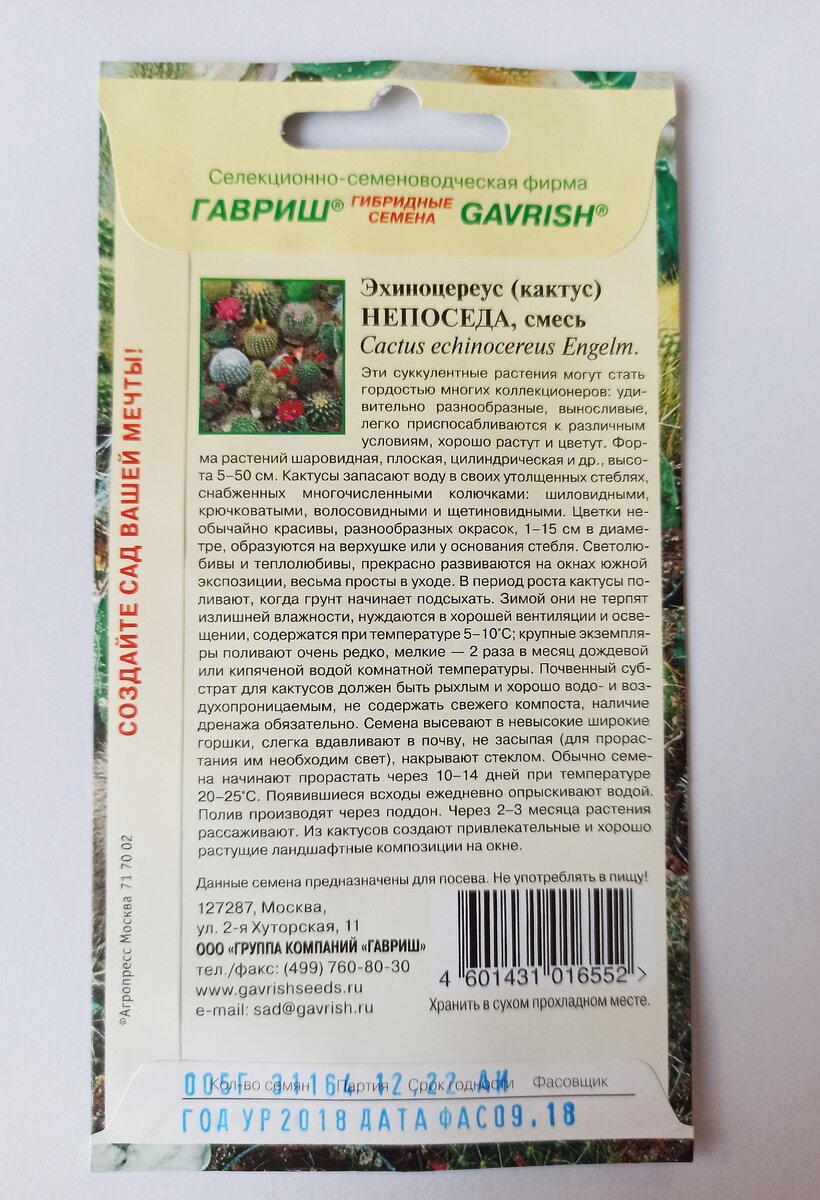 Селекционно-семеноводческая фирма
ГАВРИШ® ГИБРИДНЫЕ СЕМЕНА GAVRISH®
СОЗДАЙТЕ САД ВАШЕЙ МЕЧТЫ!
Эхиноцереус (кактус)
НЕПОСЕДА, смесь
Cactus echinocereus Engelm.
Эти суккулентные растения могут стать
гордостью многих коллекционеров: уди-
вительно разнообразные, выносливые,
легко приспосабливаются к различным
условиям, хорошо растут и цветут. Фор-
ма растений шаровидная, плоская, цилиндрическая и др., высо-
та 5–50 см. Кактусы запасают воду в своих утолщенных стеблях,
снабженных многочисленными колючками: шиловидными,
крючковатыми, волосовидными и щетиновидными. Цветки не-
обычайно красивы, разнообразных окрасок, 1–15 см в диаме-
тре, образуются на верхушке или у основания стебля. Светолю-
бивы и теплолюбивы, прекрасно развиваются на окнах южной
экспозиции, весьма просты в уходе. В период роста кактусы по-
ливают, когда грунт начинает подсыхать. Зимой они не терпят
излишней влажности, нуждаются в хорошей вентиляции и осве-
щении, содержатся при температуре 5–10°С; крупные экземпля-
ры поливают очень редко, мелкие — 2 раза в месяц дождевой
или кипяченой водой комнатной температуры. Почвенный суб-
страт для кактусов должен быть рыхлым и хорошо водо- и воз-
духопроницаемым, не содержать свежего компоста, наличие
дренажа обязательно. Семена высевают в невысокие широкие
горшки, слегка вдавливают в почву, не засыпая (для прорас-
тания им необходим свет), накрывают стеклом. Обычно семе-
на начинают прорастать через 10–14 дней при температуре
20–25°С. Появившиеся всходы ежедневно опрыскивают водой.
Полив производят через поддон. Через 2–3 месяца растения
рассаживают. Из кактусов создают привлекательные и хорошо
растущие ландшафтные композиции на окне.
Данные семена предназначены для посева. Не употреблять в пищу!
127287, Москва,
ул. 2-я Хуторская, 11
ООО «ГРУППА КОМПАНИЙ «ГАВРИШ»
тел./факс: (499) 760-80-30
www.gavrishseeds.ru
e-mail: sad@gavrish.ru
4 601431 016552 >
Хранить в сухом прохладном месте.
©Агропресс Москва 71 70 02
Кол-во семян Партия Срок годности Фасовщик
005Г 31164 12.22 АИ
ГОД УР2018 ДАТА ФАС09.18